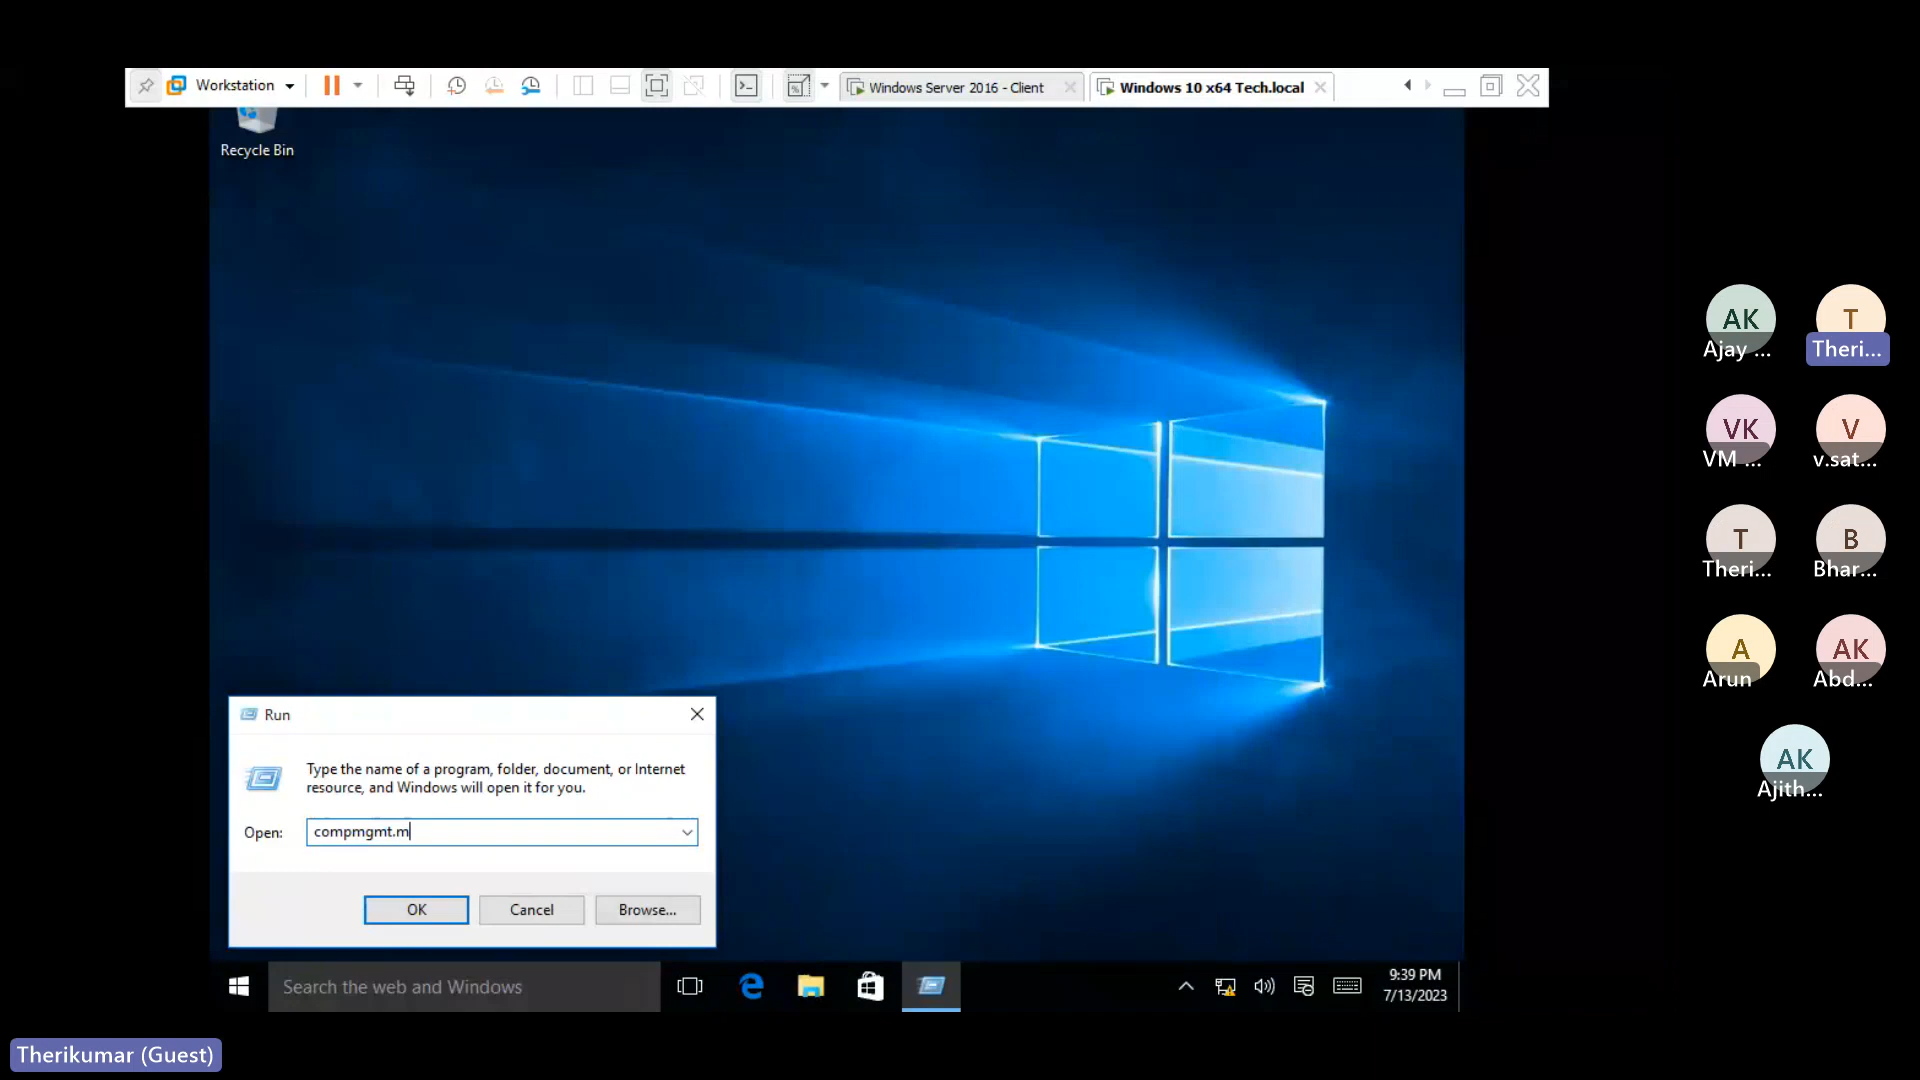 Workstation
Windows Server 2016 - Client
Windows 10 x64 Tech.local
Recycle Bin
AK
Ajay ...
T
Theri...
VK
VM ...
V
v.sat...
T
Theri...
B
Bhar...
A
Arun
AK
Abd...
AK
Ajith...
Run
Type the name of a program, folder, document, or Internet
resource, and Windows will open it for you.
Open:
compmgmt.m
OK
Cancel
Browse...
Search the web and Windows
9:39 PM
7/13/2023
Therikumar (Guest)